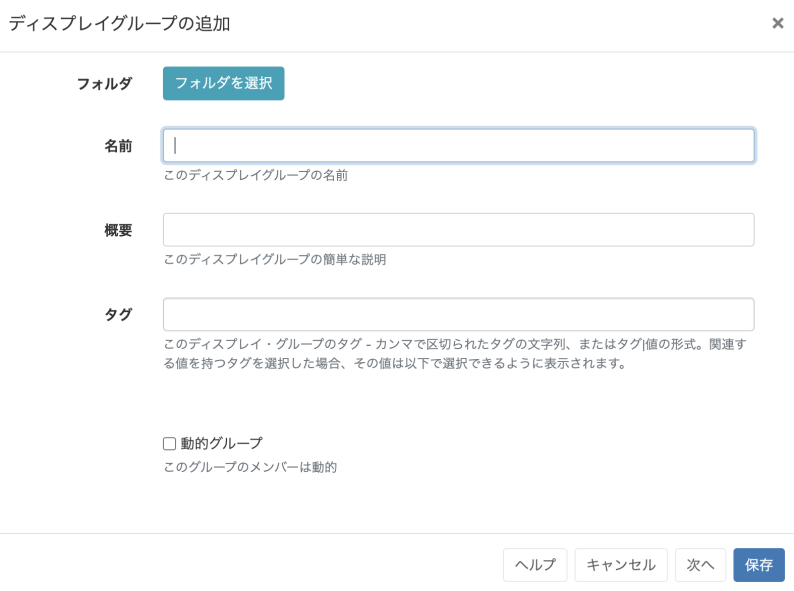 ディスプレイグループの追加 ×
フォルダ フォルダを選択
名前
このディスプレイグループの名前
概要
このディスプレイグループの簡単な説明
タグ
このディスプレイ・グループのタグ - カンマで区切られたタグの文字列、またはタグ|値の形式。関連す
る値を持つタグを選択した場合、その値は以下で選択できるように表示されます。
動的グループ
このグループのメンバーは動的
ヘルプ キャンセル 次へ 保存